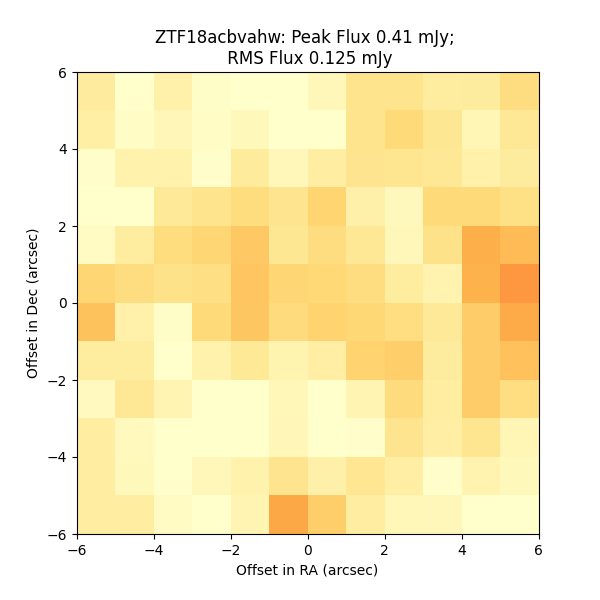 ZTF18acbvahw: Peak Flux 0.41 mJy;
RMS Flux 0.125 mJy
6
4
2
0
−2
−4
−6
Offset in Dec (arcsec)
−6 −4 −2 0 2 4 6
Offset in RA (arcsec)